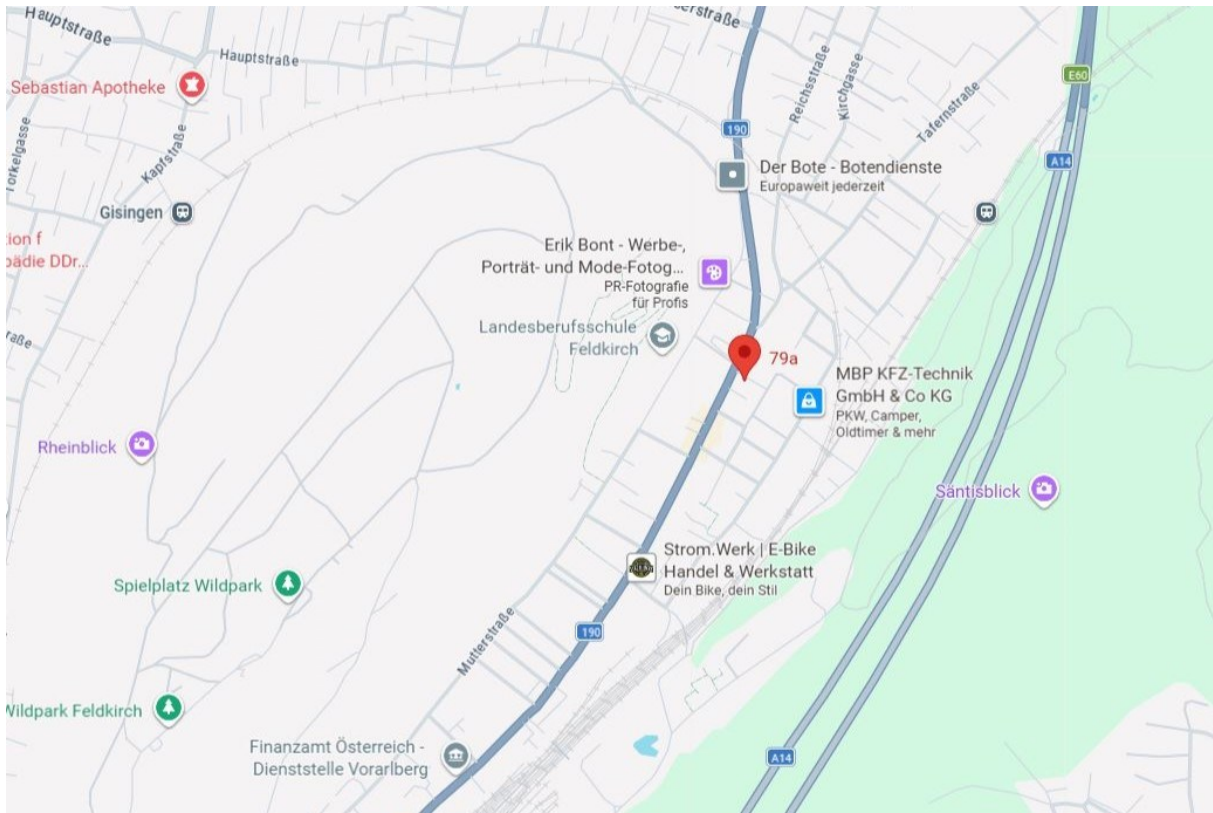 Hauptstraße
Hauptstraße
Sebastian Apotheke
Torkelgasse
Kapfstraße
Gisingen
190
Reichsstraße
Kirchgasse
Tafernstraße
E60
A14
Der Bote - Botendienste
Europaweit jederzeit
Erik Bont - Werbe-,
Porträt- und Mode-Fotog...
PR-Fotografie
für Profis
Landesberufsschule
Feldkirch
79a
MBP KFZ-Technik
GmbH & Co KG
PKW, Camper,
Oldtimer & mehr
Rheinblick
Säntisblick
Strom.Werk | E-Bike
Handel & Werkstatt
Dein Bike, dein Stil
Spielplatz Wildpark
190
Mutterstraße
Wildpark Feldkirch
Finanzamt Österreich -
Dienststelle Vorarlberg
A14